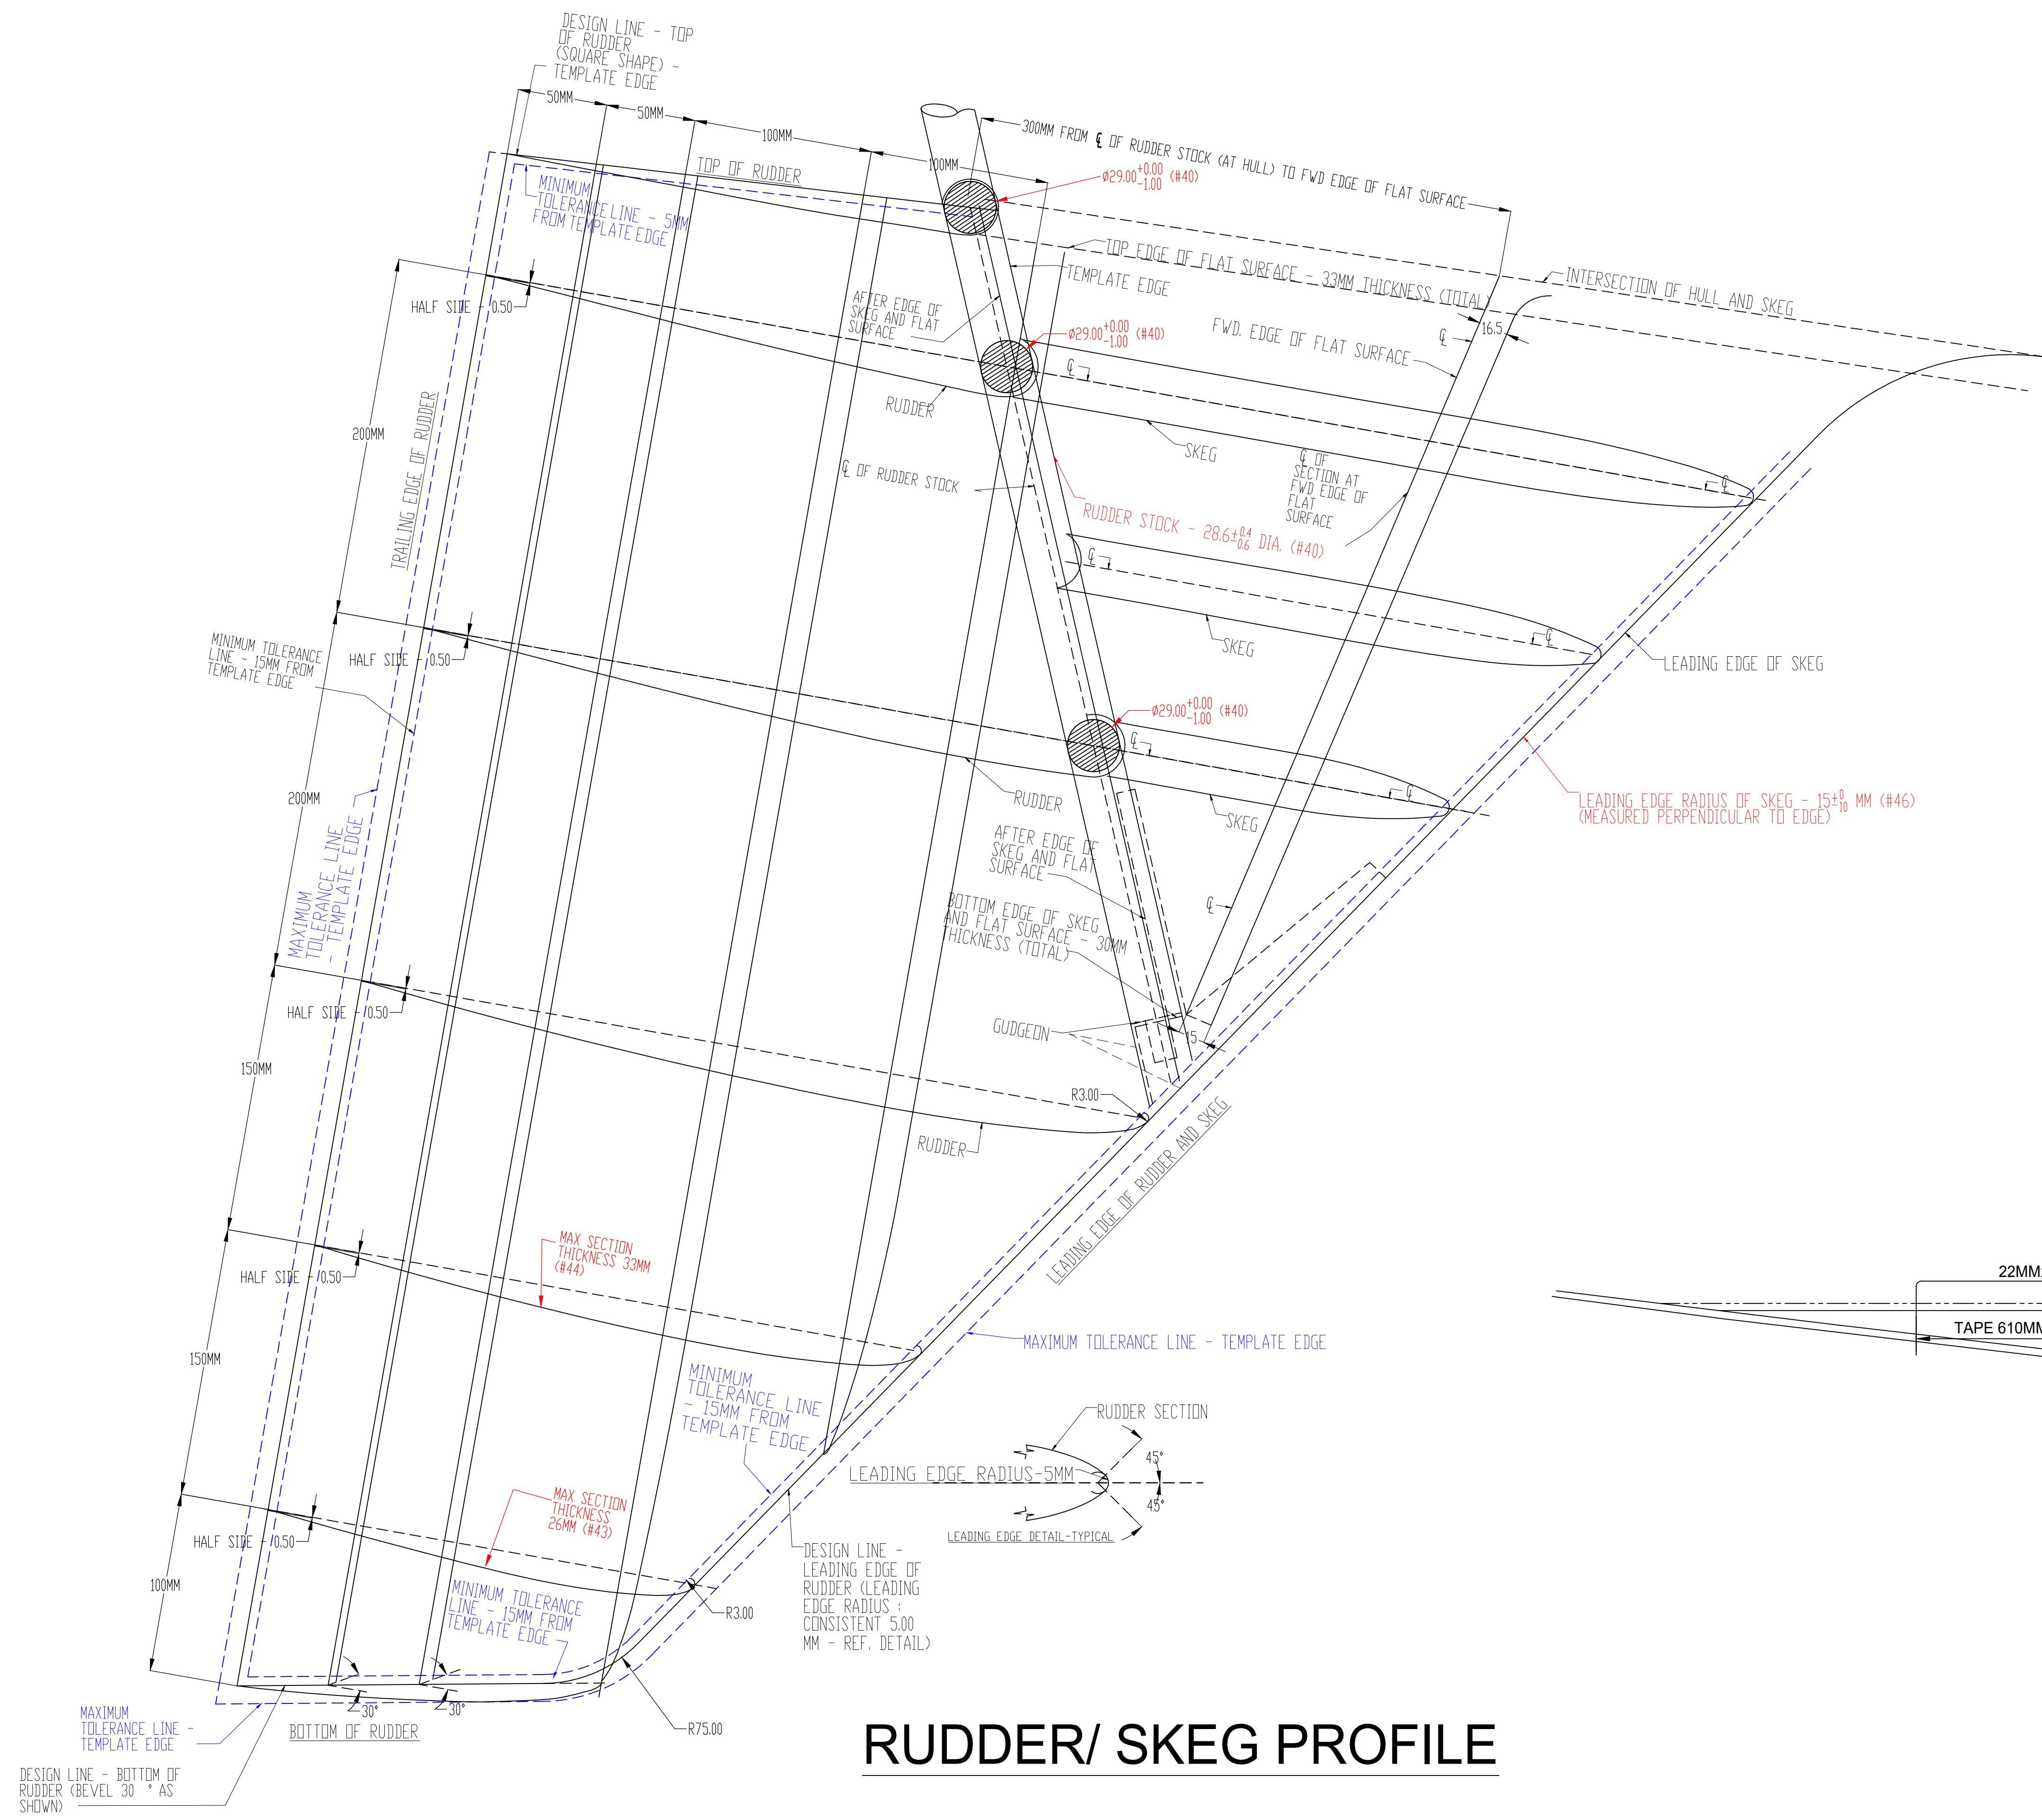 DESIGN LINE - TOP
OF RUDDER
(SQUARE SHAPE) -
TEMPLATE EDGE
50MM
50MM
100MM
100MM
300MM FROM ℄ OF RUDDER STOCK (AT HULL) TO FWD EDGE OF FLAT SURFACE
TOP OF RUDDER
MINIMUM
TOLERANCE LINE - 5MM
FROM TEMPLATE EDGE
Ø29.00 +0.00 -1.00 (#40)
TOP EDGE OF FLAT SURFACE - 33MM THICKNESS (TOTAL)
INTERSECTION OF HULL AND SKEG
TEMPLATE EDGE
HALF SIDE - 0.50
AFTER EDGE OF
SKEG AND FLAT
SURFACE
Ø29.00 +0.00 -1.00 (#40)
FWD. EDGE OF FLAT SURFACE
℄
16.5
℄
200MM
TRAILING EDGE OF RUDDER
RUDDER
SKEG
℄ OF
SECTION AT
FWD EDGE OF
FLAT
SURFACE
℄
℄ OF RUDDER STOCK
RUDDER STOCK - 28.6± 0.4 0.6 DIA. (#40)
℄
℄
SKEG
LEADING EDGE OF SKEG
MINIMUM TOLERANCE
LINE - 15MM FROM
TEMPLATE EDGE
HALF SIDE - 0.50
Ø29.00 +0.00 -1.00 (#40)
℄
℄
200MM
RUDDER
SKEG
LEADING EDGE RADIUS OF SKEG - 15± 0 10 MM (#46)
(MEASURED PERPENDICULAR TO EDGE)
MAXIMUM
TOLERANCE LINE
- TEMPLATE EDGE
AFTER EDGE OF
SKEG AND FLAT
SURFACE
BOTTOM EDGE OF SKEG
AND FLAT SURFACE - 30MM
THICKNESS (TOTAL)
℄
HALF SIDE - 0.50
GUDGEON
15
150MM
R3.00
RUDDER
LEADING EDGE OF RUDDER AND SKEG
MAX SECTION
THICKNESS 33MM
(#44)
HALF SIDE - 0.50
22MM
TAPE 610MM
150MM
MAXIMUM TOLERANCE LINE - TEMPLATE EDGE
MINIMUM
TOLERANCE LINE
- 15MM FROM
TEMPLATE EDGE
RUDDER SECTION
45°
LEADING EDGE RADIUS-5MM
45°
LEADING EDGE DETAIL-TYPICAL
MAX SECTION
THICKNESS
26MM (#43)
HALF SIDE - 0.50
DESIGN LINE -
LEADING EDGE OF
RUDDER (LEADING
EDGE RADIUS :
CONSISTENT 5.00
MM - REF. DETAIL)
100MM
MINIMUM TOLERANCE
LINE - 15MM FROM
TEMPLATE EDGE
R3.00
30°
30°
BOTTOM OF RUDDER
R75.00
MAXIMUM
TOLERANCE LINE -
TEMPLATE EDGE
DESIGN LINE - BOTTOM OF
RUDDER (BEVEL 30 ° AS
SHOWN)
RUDDER/ SKEG PROFILE